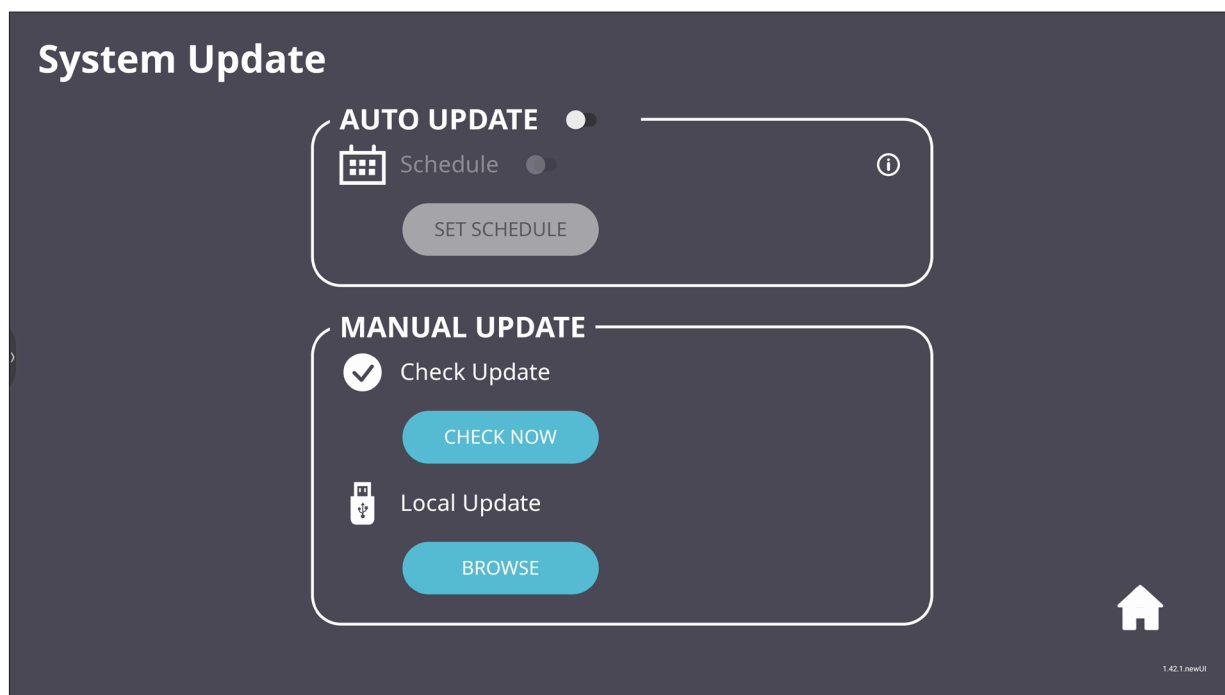 System Update
AUTO UPDATE
Schedule
SET SCHEDULE
MANUAL UPDATE
Check Update
CHECK NOW
Local Update
BROWSE
1.42.1.newUI